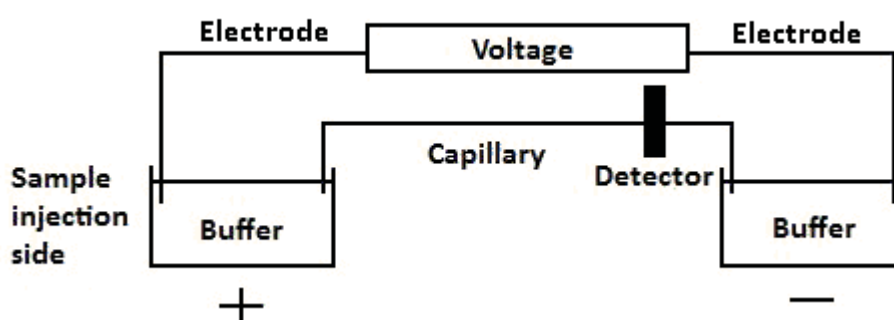 Electrode
Voltage
Electrode
Capillary
Detector
Sample
injection
side
Buffer
Buffer
+
—